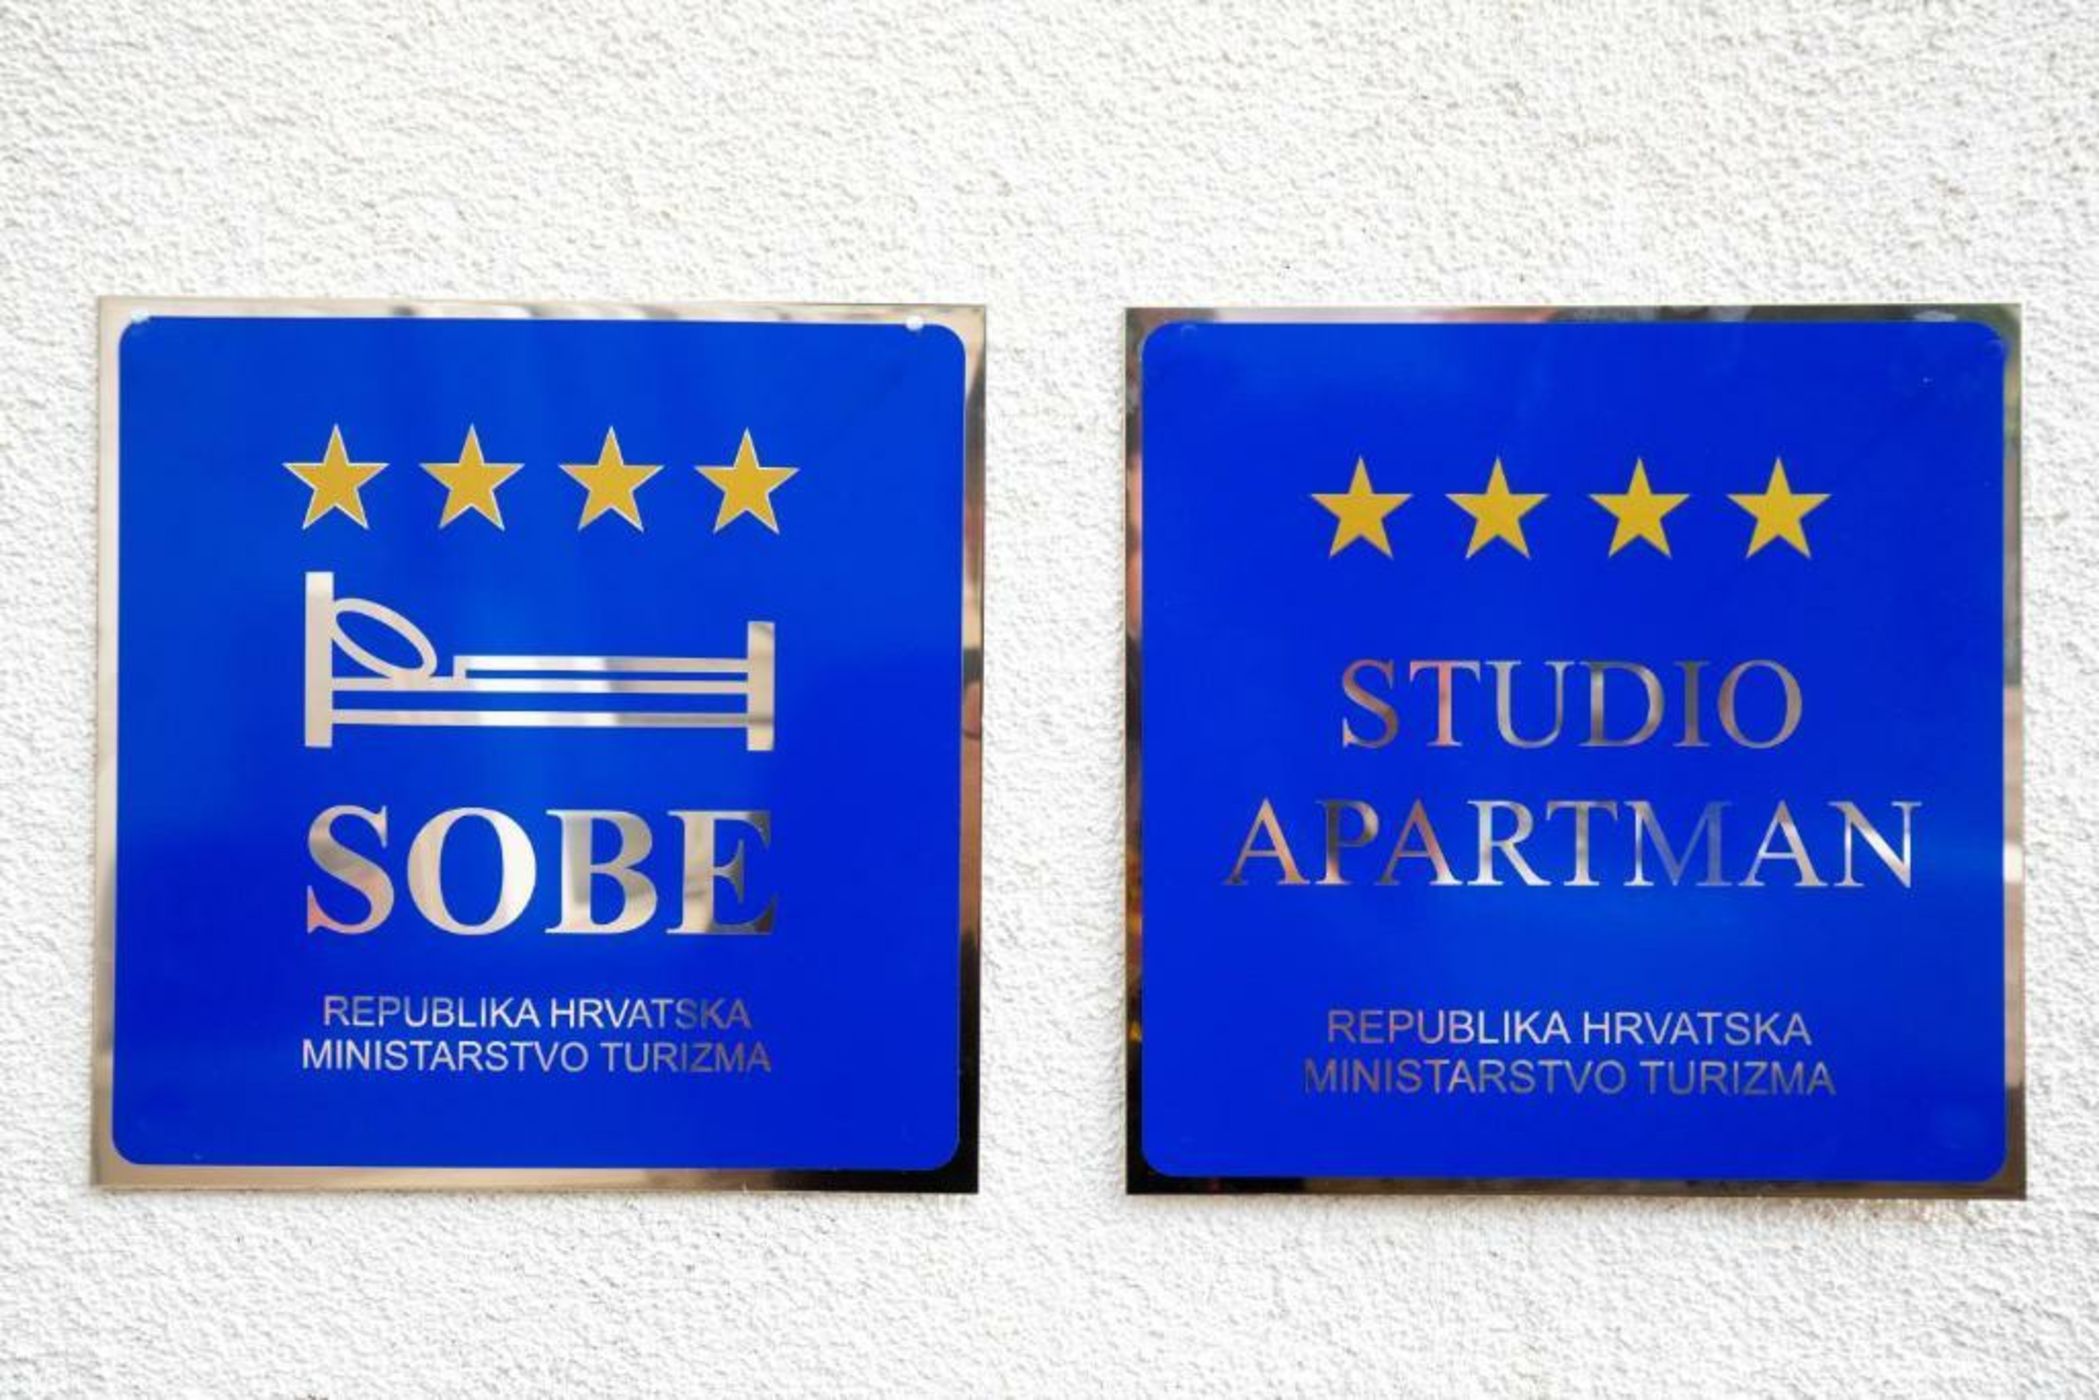 SOBE
REPUBLIKA HRVATSKA
MINISTARSTVO TURIZMA
STUDIO
APARTMAN
REPUBLIKA HRVATSKA
MINISTARSTVO TURIZMA